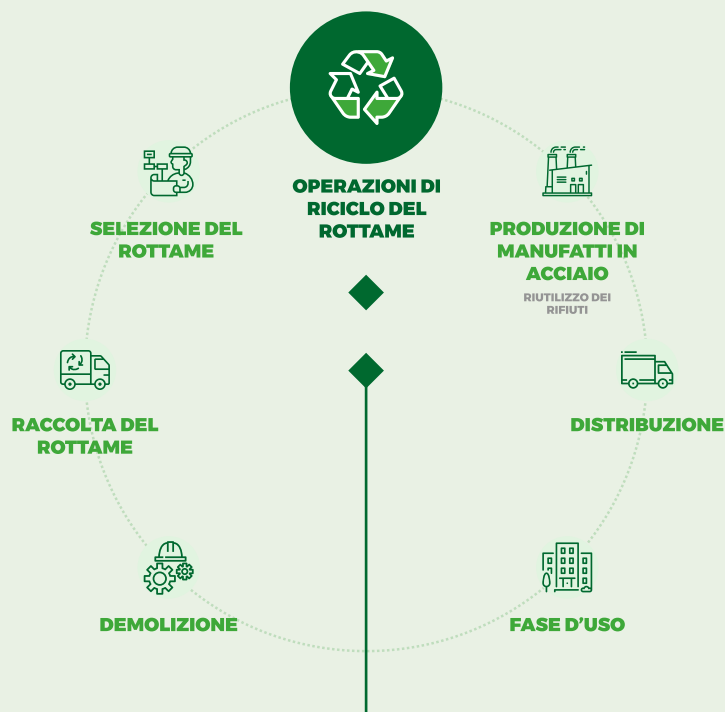 OPERAZIONI DI
RICICLO DEL
ROTTAME
SELEZIONE DEL
ROTTAME
PRODUZIONE DI
MANUFATTI IN
ACCIAIO
RIUTILIZZO DEI
RIFIUTI
RACCOLTA DEL
ROTTAME
DISTRIBUZIONE
DEMOLIZIONE
FASE D'USO